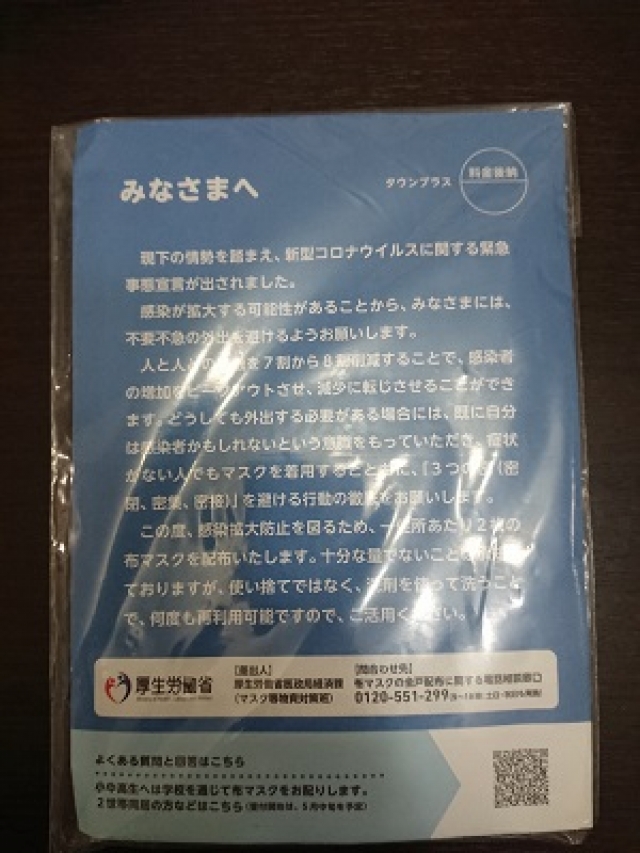 みなさまへ
タウンプラス
料金後納
現下の情勢を踏まえ、新型コロナウイルスに関する緊急
事態宣言が出されました。
感染が拡大する可能性があることから、みなさまには、
不要不急の外出を避けるようお願いします。
人と人との を7割から8割削減することで、感染者
の増加をピークアウトさせ、減少に転じさせることができ
ます。どうしても外出する必要がある場合には、既に自分
は感染者かもしれないという意識をもっていただき、症状
がない人でもマスクを着用するとともに、「3つの密(密
閉、密集、密接)」を避ける行動の徹底をお願いします。
この度、感染拡大防止を図るため、一住所あたり2枚の
布マスクを配布いたします。十分な量でないことは
ておりますが、使い捨てではなく、洗剤を使って洗うこと
で、何度も再利用可能ですので、ご活用ください。
厚生労働省
【差出人】
厚生労働省医政局経済課
(マスク等物資対策班)
【問合わせ先】
布マスクの全戸配布に関する電話相談窓口
0120-551-299
よくある質問と回答はこちら
小中高生へは学校を通じて布マスクをお配りします。
2世帯同居の方などはこちら(受付開始は、5月中旬を予定)